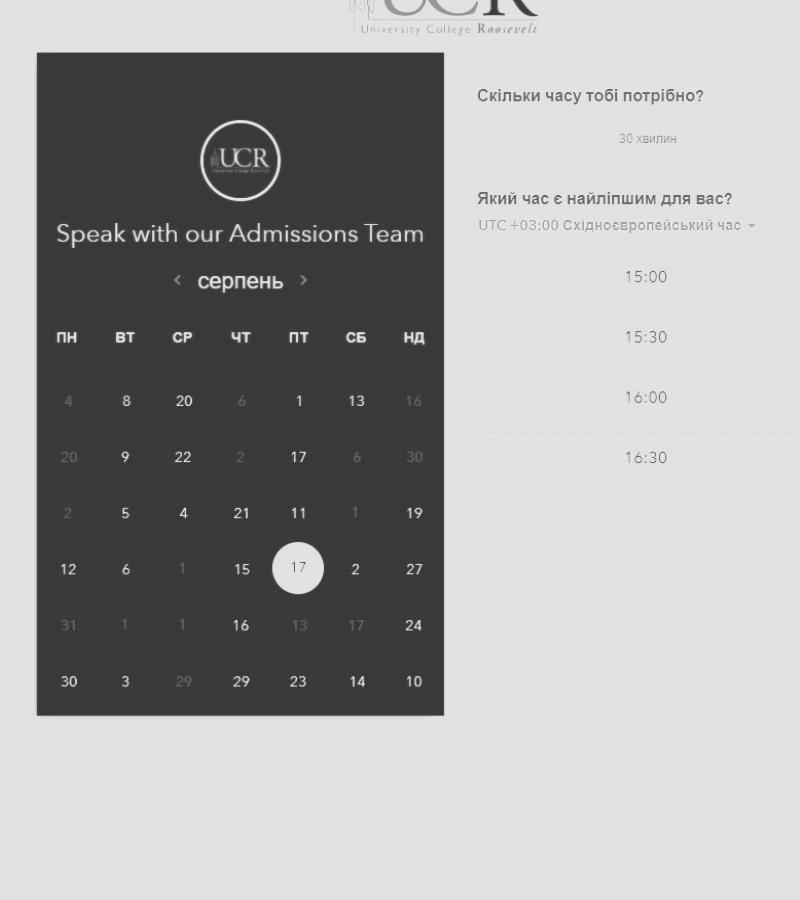 UCR
University College Roosevelt
UCR
Speak with our Admissions Team
серпень
ПН ВТ СР ЧТ ПТ СБ НД
4 8 20 6 1 13 16
20 9 22 2 17 6 30
2 5 4 21 11 1 19
12 6 1 15 17 2 27
31 1 1 16 13 17 24
30 3 29 29 23 14 10
Скільки часу тобі потрібно?
30 хвилин
Який час є найліпшим для вас?
UTC +03:00 Східноєвропейський час
15:00
15:30
16:00
16:30